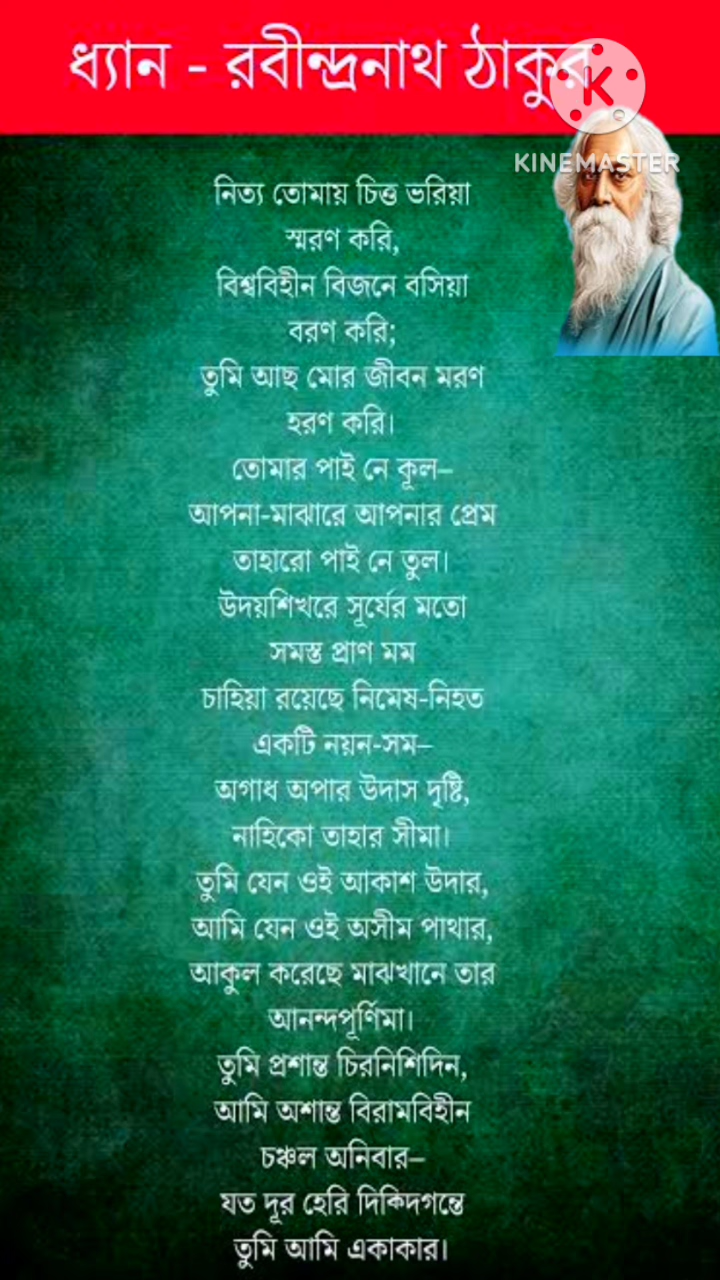 ধ্যান - রবীন্দ্রনাথ ঠাকুর
KINEMASTER
নিত্য তোমায় চিত্ত ভরিয়া
স্মরণ করি,
বিশ্ববিহীন বিজনে বসিয়া
বরণ করি;
তুমি আছ মোর জীবন মরণ
হরণ করি।
তোমার পাই নে কূল–
আপনা-মাঝারে আপনার প্রেম
তাহারো পাই নে তুল।
উদয়শিখরে সূর্যের মতো
সমস্ত প্রাণ মম
চাহিয়া রয়েছে নিমেষ-নিহত
একটি নয়ন-সম–
অগাধ অপার উদাস দৃষ্টি,
নাহিকো তাহার সীমা।
তুমি যেন ওই আকাশ উদার,
আমি যেন ওই অসীম পাথার,
আকুল করেছে মাঝখানে তার
আনন্দপূর্ণিমা।
তুমি প্রশান্ত চিরনিশিদিন,
আমি অশান্ত বিরামবিহীন
চঞ্চল অনিবার–
যত দূর হেরি দিকিদগন্তে
তুমি আমি একাকার।